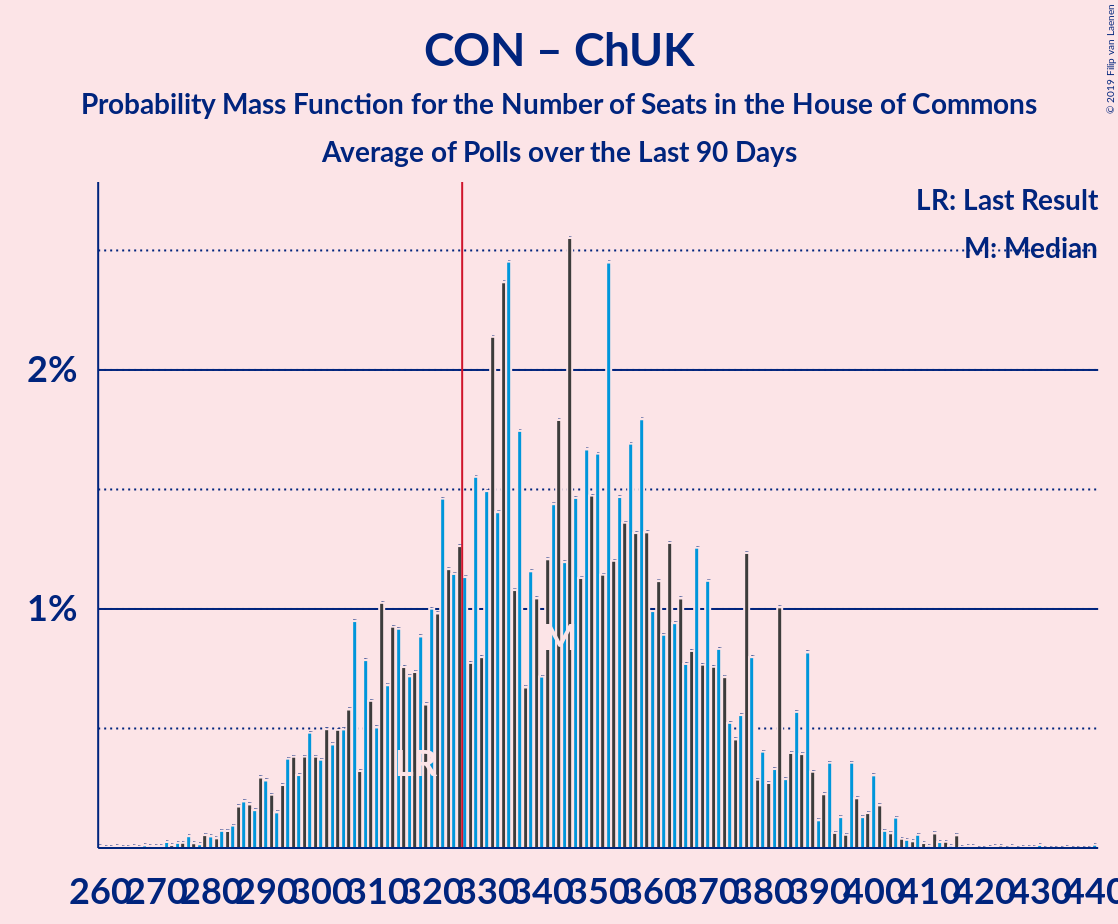 CON – ChUK
Probability Mass Function for the Number of Seats in the House of Commons
Average of Polls over the Last 90 Days
© 2019 Filip van Laenen
LR: Last Result
M: Median
2%
1%
M
LR
260 270 280 290 300 310 320 330 340 350 360 370 380 390 400 410 420 430 440